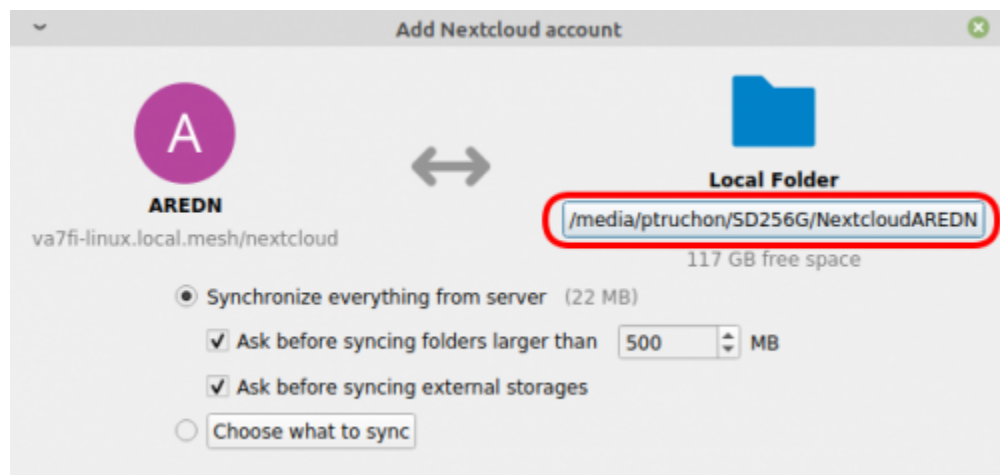 Add Nextcloud account
A
AREDN
va7fi-linux.local.mesh/nextcloud
Local Folder
/media/ptruchon/SD256G/NextcloudAREDN
117 GB free space
Synchronize everything from server (22 MB)
Ask before syncing folders larger than 500 MB
Ask before syncing external storages
Choose what to sync